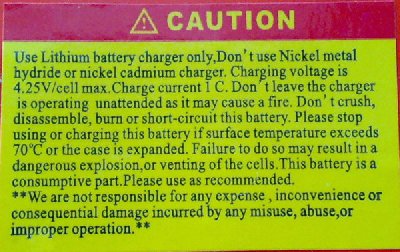 CAUTION
Use Lithium battery charger only,Don't use Nickel metal
hydride or nickel cadmium charger. Charging voltage is
4.25V/cell max.Charge current 1 C. Don't leave the charger
is operating unattended as it may cause a fire. Don't crush,
disassemble, burn or short-circuit this battery. Please stop
using or charging this battery if surface temperature exceeds
70℃ or the case is expanded. Failure to do so may result in a
dangerous explosion,or venting of the cells.This battery is a
consumptive part.Please use as recommended.
**We are not responsible for any expense , inconvenience or
consequential damage incurred by any misuse, abuse,or
improper operation.**